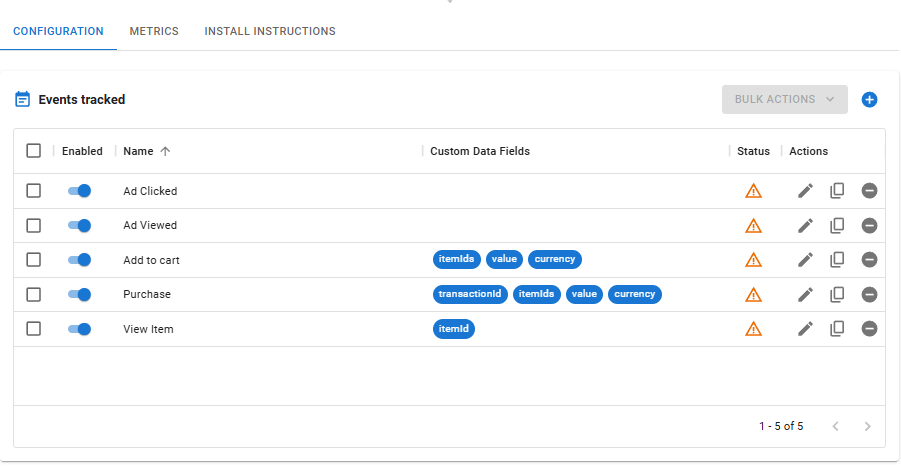 CONFIGURATION METRICS INSTALL INSTRUCTIONS
Events tracked BULK ACTIONS
Enabled Name Custom Data Fields Status Actions
Ad Clicked
Ad Viewed
Add to cart itemIds value currency
Purchase transactionId itemIds value currency
View Item itemId
1 - 5 of 5